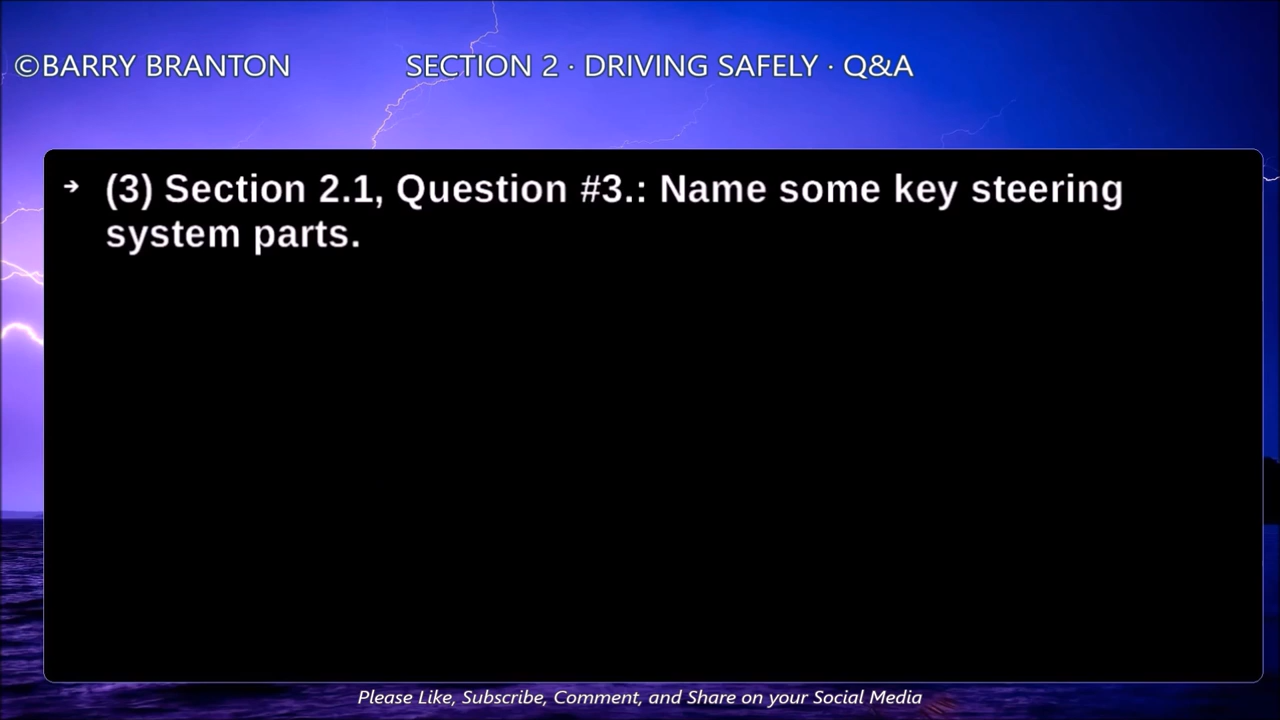 ©BARRY BRANTON
SECTION 2 · DRIVING SAFELY · Q&A
➔ (3) Section 2.1, Question #3.: Name some key steering
system parts.
Please Like, Subscribe, Comment, and Share on your Social Media